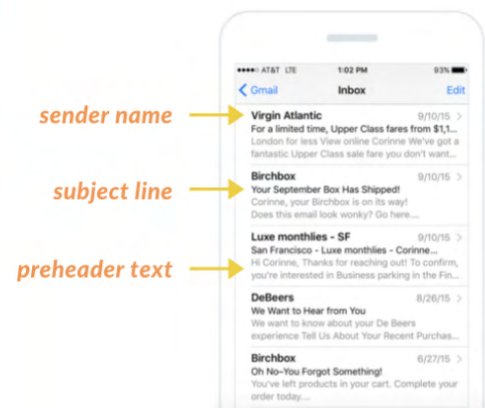 AT&T LTE 1:02 PM 93%
Gmail Inbox Edit
sender name
Virgin Atlantic 9/10/15
For a limited time, Upper Class fares from $1,1...
London for less View online Corinne We've got a
fantastic Upper Class sale fare you don't want...
subject line
Birchbox 9/10/15
Your September Box Has Shipped!
Corinne, your Birchbox is on its way!
Does this email look wonky? Go here....
Luxe monthlies - SF 9/10/15
San Francisco - Luxe monthlies - Corinne...
preheader text
Hi Corinne, Thanks for reaching out! To confirm,
you're interested in Business parking in the Fin...
DeBeers 8/26/15
We Want to Hear from You
We want to know about your De Beers
experience Tell Us About Your Recent Purchas...
Birchbox 6/27/15
Oh No–You Forgot Something!
You've left products in your cart. Complete your
order today....